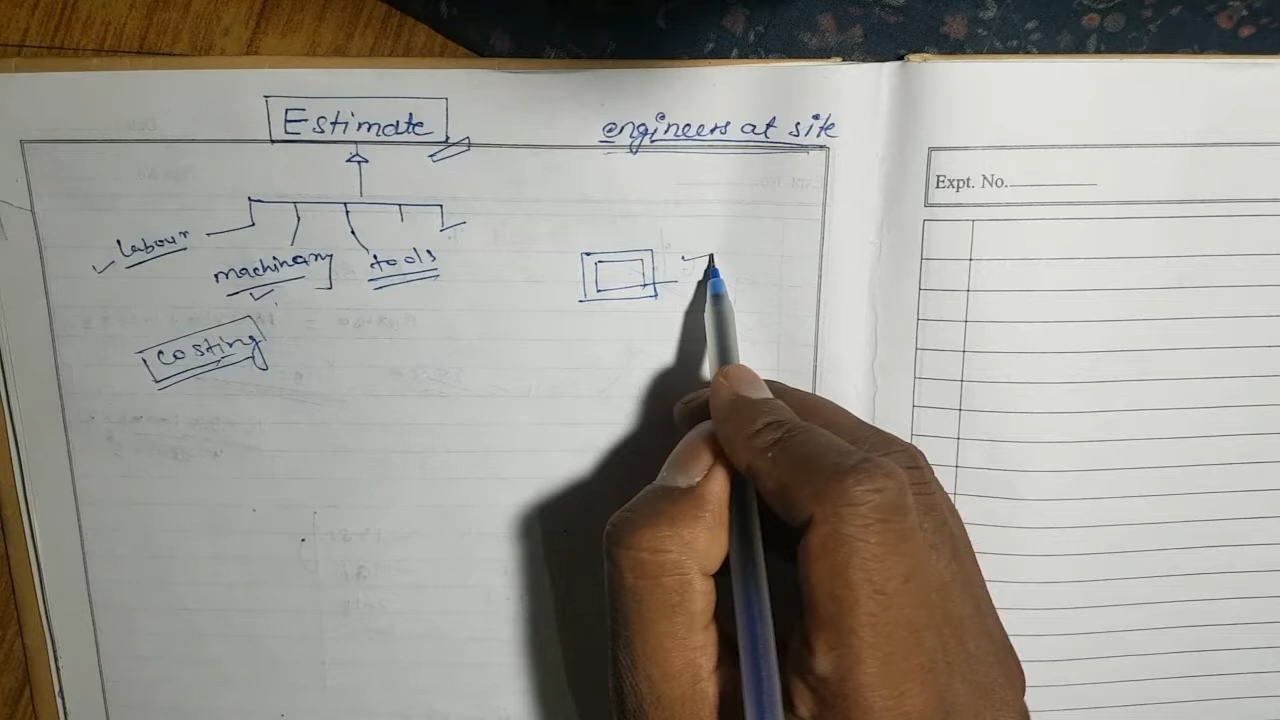 Estimate
engineers at site
Expt. No.
Labour
machinary
tools
costing